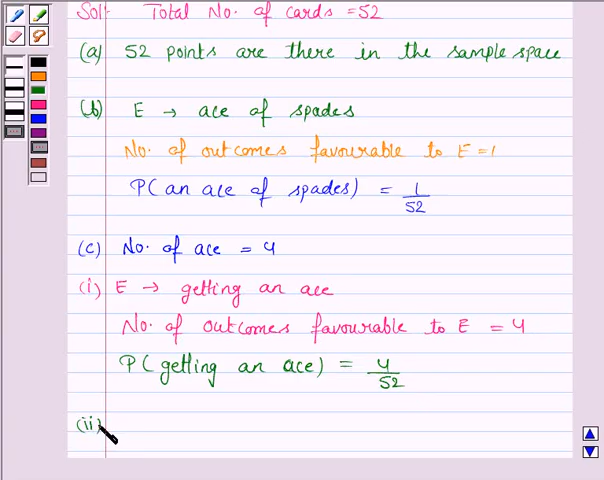 Sol:- Total No. of cards = 52
(a) 52 points are there in the sample space
(b) E → ace of spades
No. of outcomes favourable to E = 1
P(an ace of spades) = 1/52
(c) No. of ace = 4
(i) E → getting an ace
No. of outcomes favourable to E = 4
P(getting an ace) = 4/52
(ii)